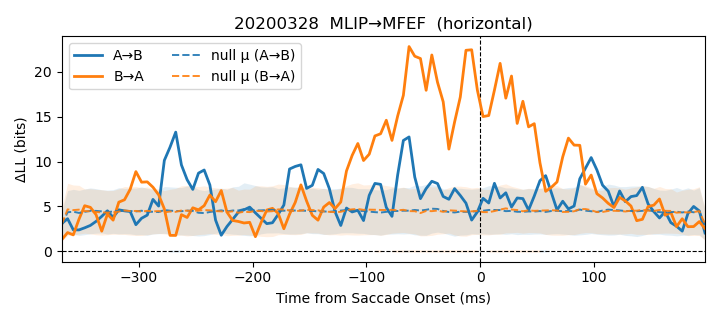 20200328 MLIP→MFEF (horizontal)
A→B
B→A
null μ (A→B)
null μ (B→A)
ΔLL (bits)
20
15
10
5
0
−300
−200
−100
0
100
Time from Saccade Onset (ms)